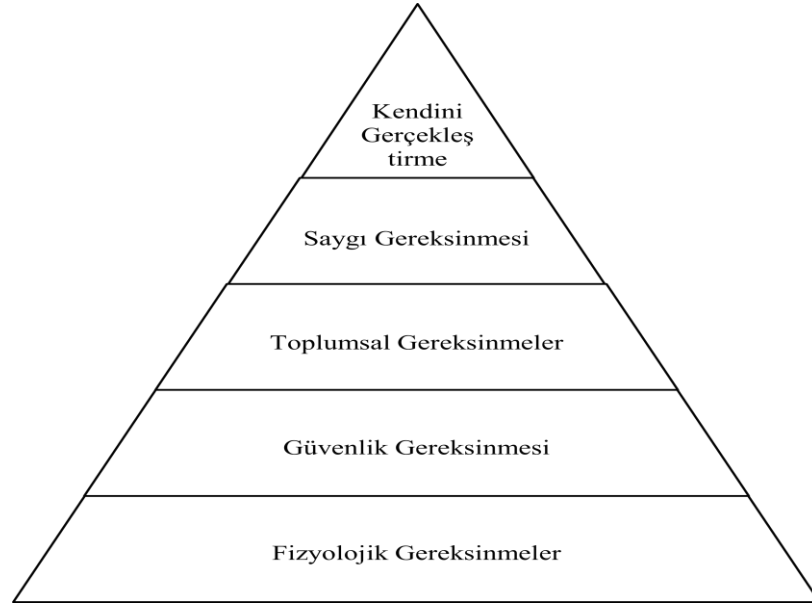 Kendini
Gerçekleş
tirme
Saygı Gereksinmesi
Toplumsal Gereksinmeler
Güvenlik Gereksinmesi
Fizyolojik Gereksinmeler